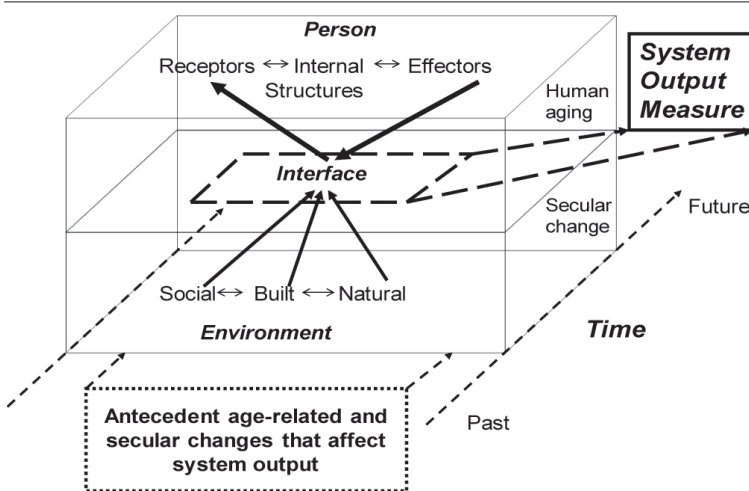 Person
Receptors ↔ Internal ↔ Effectors
Structures
System
Output
Measure
Human
aging
Interface
Secular
change
Future
Social ↔ Built ↔ Natural
Environment
Time
Antecedent age-related and
secular changes that affect
system output
Past